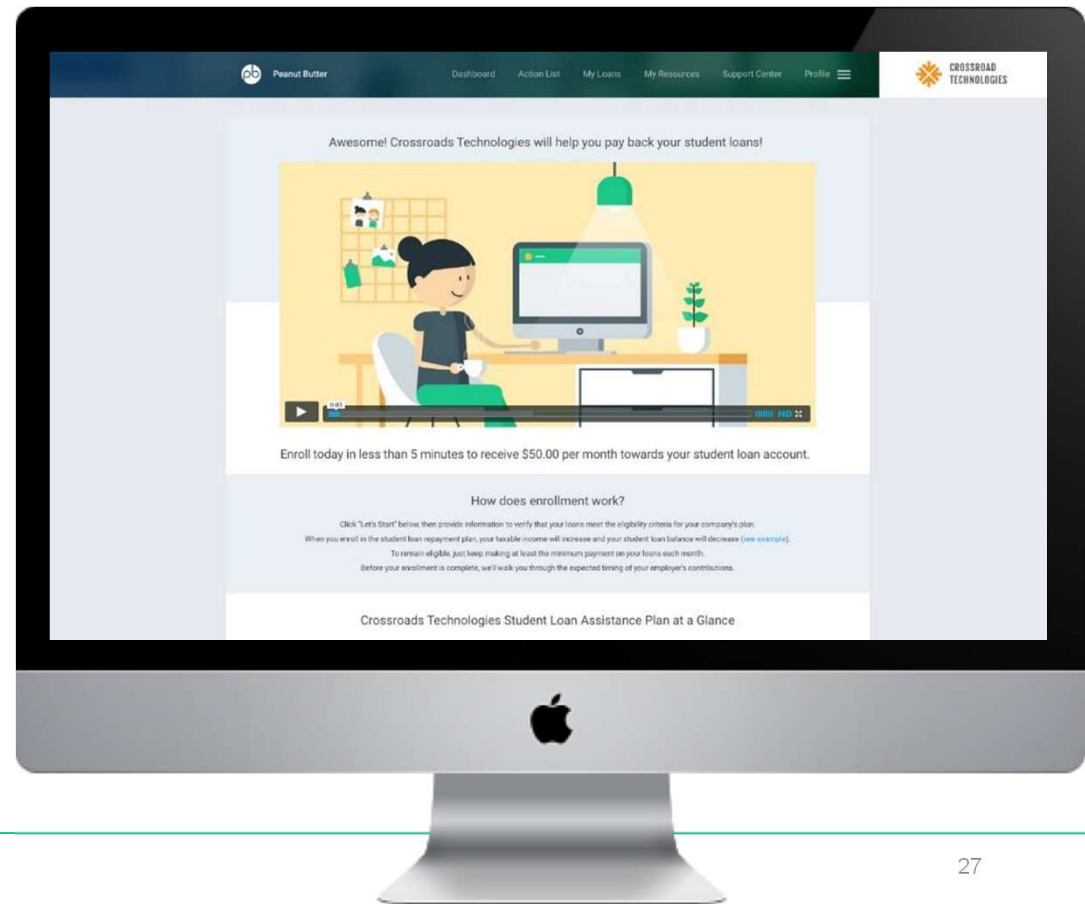 pb Peanut Butter Dashboard Action List My Loans My Resources Support Center Profile
CROSSROAD
TECHNOLOGIES
Awesome! Crossroads Technologies will help you pay back your student loans!
Enroll today in less than 5 minutes to receive $50.00 per month towards your student loan account.
How does enrollment work?
Click "Let's Start" below, then provide information to verify that your loans meet the eligibility criteria for your company's plan.
When you enroll in the student loan repayment plan, your taxable income will increase and your student loan balance will decrease (see example).
To remain eligible, just keep making at least the minimum payment on your loans each month.
Before your enrollment is complete, we'll walk you through the expected timing of your employer's contributions.
Crossroads Technologies Student Loan Assistance Plan at a Glance
27